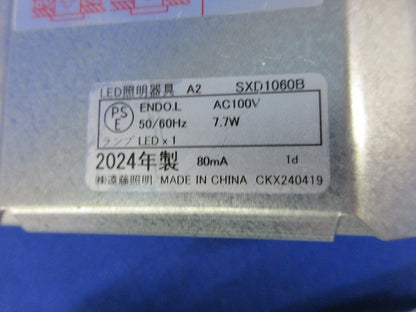 LED照明器具 A2 SXD1060B
PS
E
ENDO.L AC100V
50/60Hz 7.7W
ランプ LED x 1
2024年製 80mA 1d
㈱遠藤照明 MADE IN CHINA CKX240419